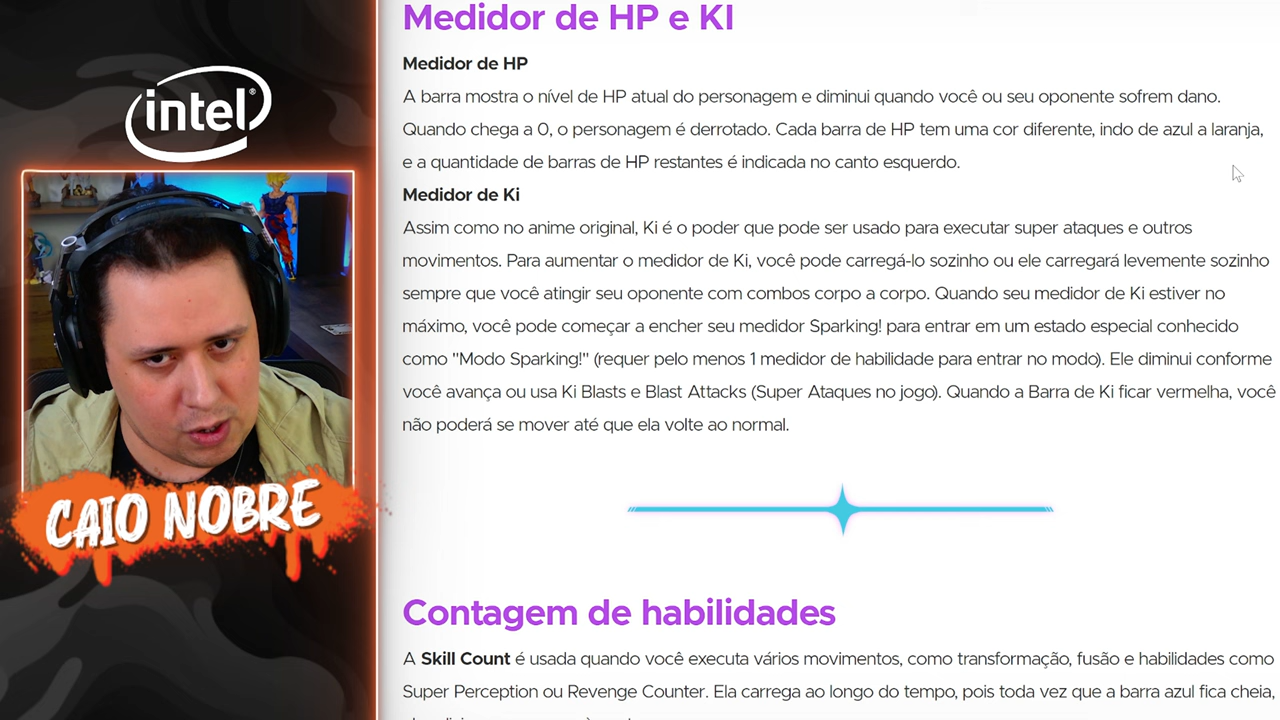 intel®
CAIO NOBRE
Medidor de HP e KI
Medidor de HP
A barra mostra o nível de HP atual do personagem e diminui quando você ou seu oponente sofrem dano.
Quando chega a 0, o personagem é derrotado. Cada barra de HP tem uma cor diferente, indo de azul a laranja,
e a quantidade de barras de HP restantes é indicada no canto esquerdo.
Medidor de Ki
Assim como no anime original, Ki é o poder que pode ser usado para executar super ataques e outros
movimentos. Para aumentar o medidor de Ki, você pode carregá-lo sozinho ou ele carregará levemente sozinho
sempre que você atingir seu oponente com combos corpo a corpo. Quando seu medidor de Ki estiver no
máximo, você pode começar a encher seu medidor Sparking! para entrar em um estado especial conhecido
como "Modo Sparking!" (requer pelo menos 1 medidor de habilidade para entrar no modo). Ele diminui conforme
você avança ou usa Ki Blasts e Blast Attacks (Super Ataques no jogo). Quando a Barra de Ki ficar vermelha, você
não poderá se mover até que ela volte ao normal.
Contagem de habilidades
A Skill Count é usada quando você executa vários movimentos, como transformação, fusão e habilidades como
Super Perception ou Revenge Counter. Ela carrega ao longo do tempo, pois toda vez que a barra azul fica cheia,